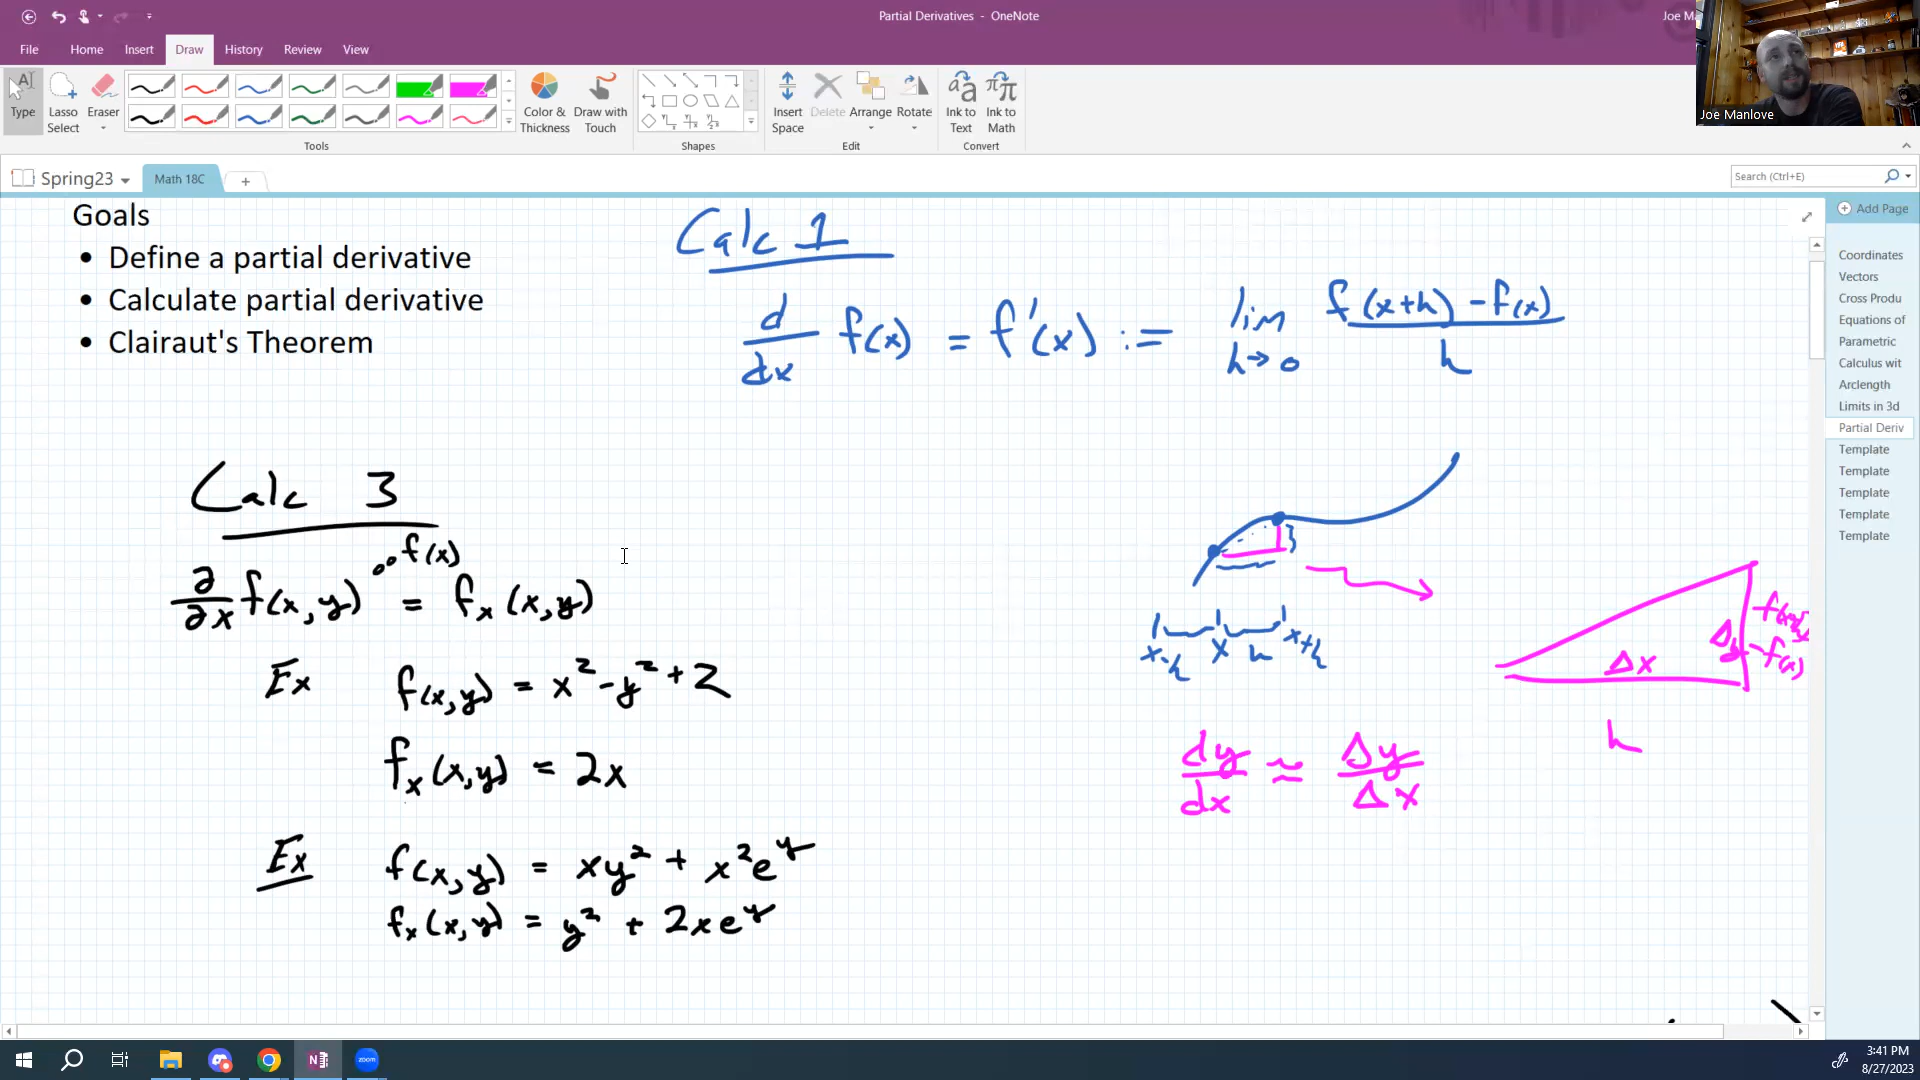 Partial Derivatives - OneNote
Joe Ma
File Home Insert Draw History Review View
Type
Lasso Select
Eraser
Color & Thickness
Draw with Touch
Insert Space
Delete
Arrange
Rotate
Ink to Text
Ink to Math
Tools
Shapes
Edit
Convert
Joe Manlove
Spring23
Math 18C
Search (Ctrl+E)
Add Page
Coordinates
Vectors
Cross Produ
Equations of
Parametric
Calculus wit
Arclength
Limits in 3d
Partial Deriv
Template
Template
Template
Template
Template
Goals
• Define a partial derivative
• Calculate partial derivative
• Clairaut's Theorem
Calc 1
d/dx f(x) = f'(x) := lim h→0 (f(x+h) - f(x))/h
Calc 3
f(x)
∂/∂x f(x,y) = fₓ(x,y)
Ex f(x,y) = x² - y² + 2
fₓ(x,y) = 2x
Ex f(x,y) = xy² + x²eʸ
fₓ(x,y) = y² + 2xeʸ
x-h x h x+h
dy/dx ≈ Δy/Δx
Δx
Δy
-f(x)
h
zoom
3:41 PM
8/27/2023